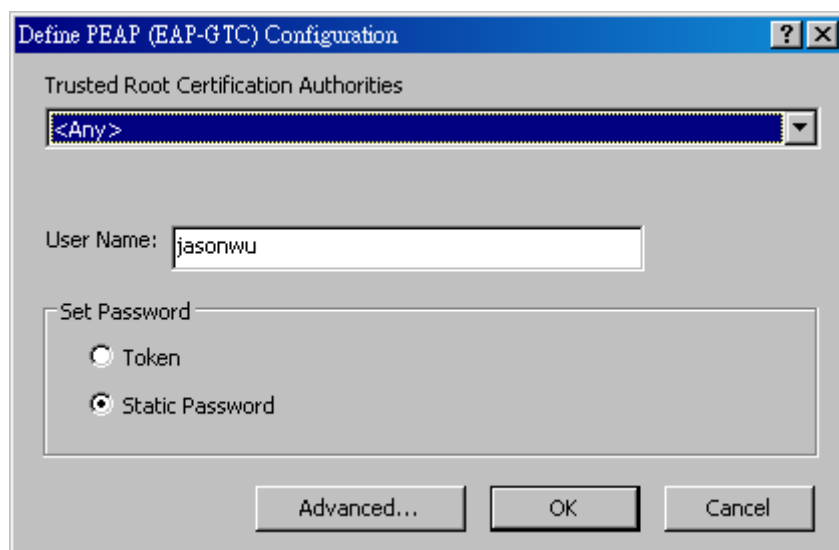 Define PEAP (EAP-GTC) Configuration
Trusted Root Certification Authorities
<Any>
User Name: jasonwu
Set Password
Token
Static Password
Advanced... OK Cancel